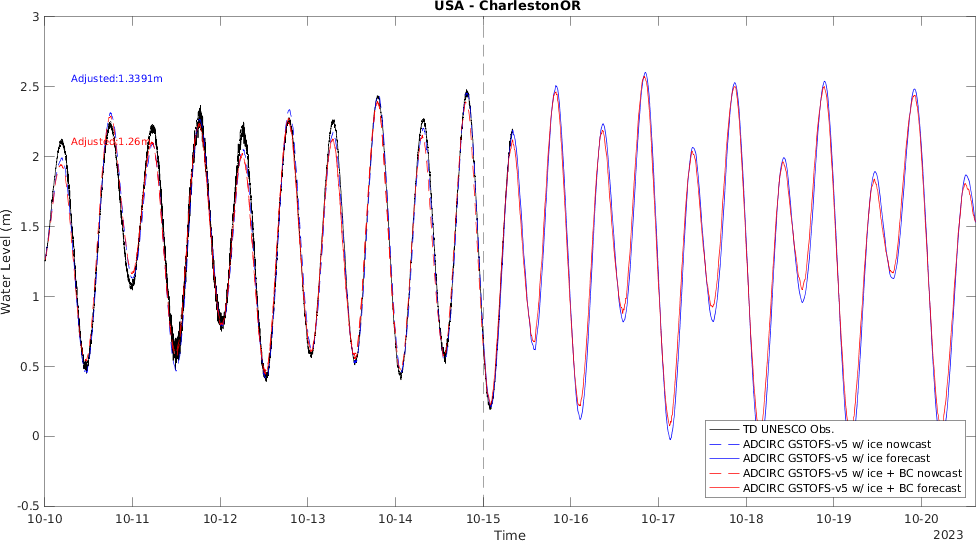 USA - CharlestonOR
3
2.5
2
1.5
1
0.5
0
-0.5
Water Level (m)
Adjusted:1.3391m
Adjusted:1.26m
TD UNESCO Obs.
ADCIRC GSTOFS-v5 w/ ice nowcast
ADCIRC GSTOFS-v5 w/ ice forecast
ADCIRC GSTOFS-v5 w/ ice + BC nowcast
ADCIRC GSTOFS-v5 w/ ice + BC forecast
10-10 10-11 10-12 10-13 10-14 10-15 10-16 10-17 10-18 10-19 10-20
Time
2023